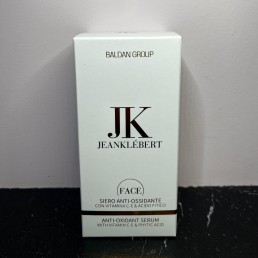 BALDAN GROUP
JK
JEANKLÉBERT
FACE
SIERO ANTI-OSSIDANTE
CON VITAMINA C-E & ACIDO FITICO
ANTI-OXIDANT SERUM
WITH VITAMIN C-E & PHYTIC ACID